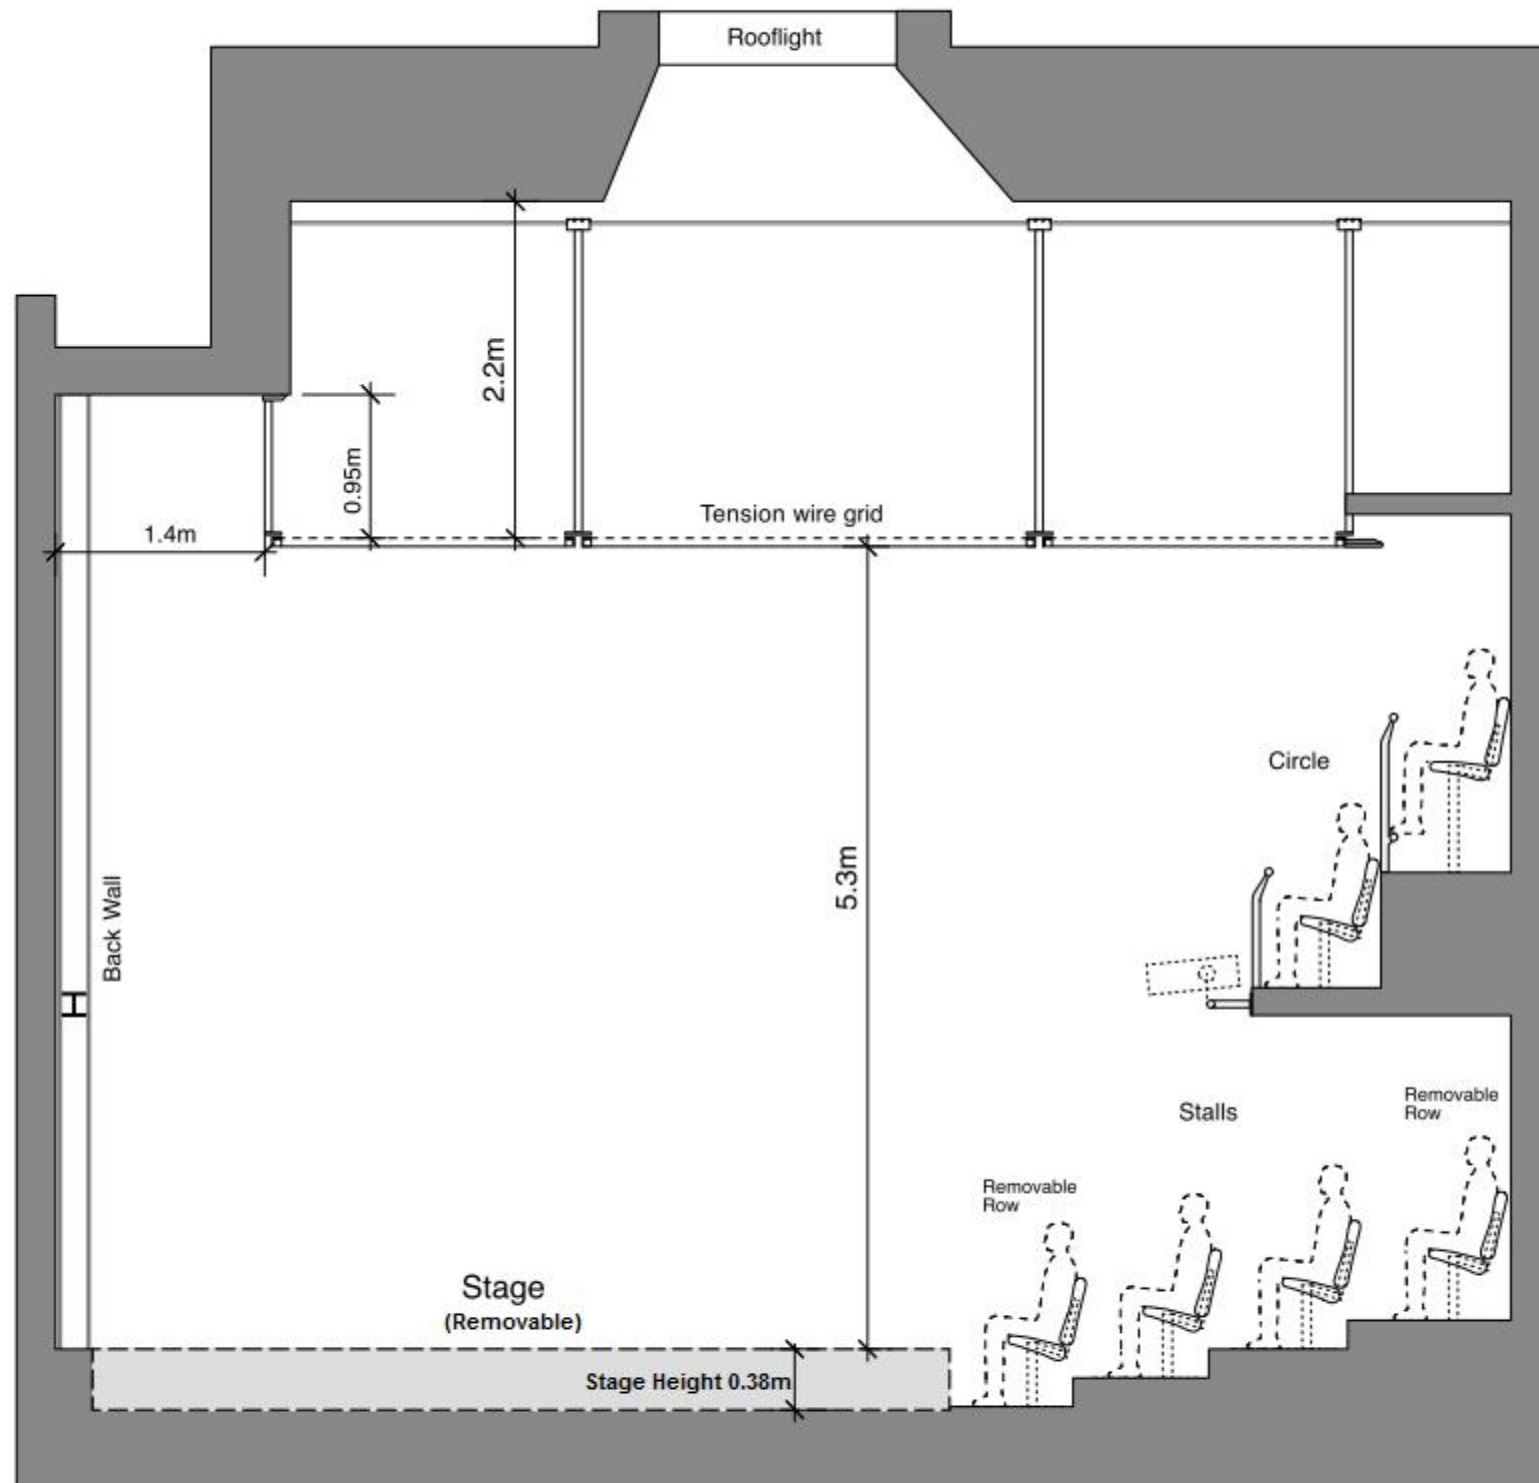 Rooflight
2.2m
0.95m
1.4m
Tension wire grid
Circle
5.3m
Back Wall
Stalls
Removable
Row
Removable
Row
Stage
(Removable)
Stage Height 0.38m